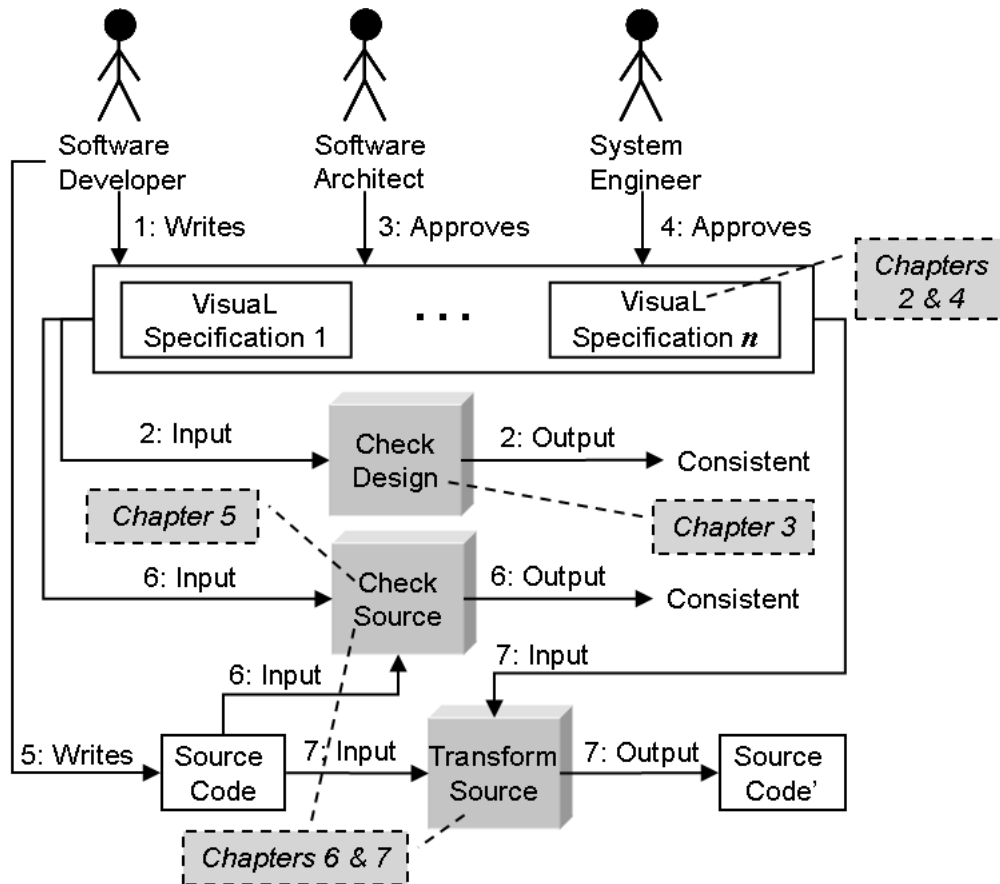 Software
Developer
Software
Architect
System
Engineer
1: Writes
3: Approves
4: Approves
Chapters
2 & 4
VisuaL
Specification 1
. . .
VisuaL
Specification n
2: Input
Check
Design
2: Output
Consistent
Chapter 5
Chapter 3
6: Input
Check
Source
6: Output
Consistent
6: Input
7: Input
5: Writes
Source
Code
7: Input
Transform
Source
7: Output
Source
Code’
Chapters 6 & 7